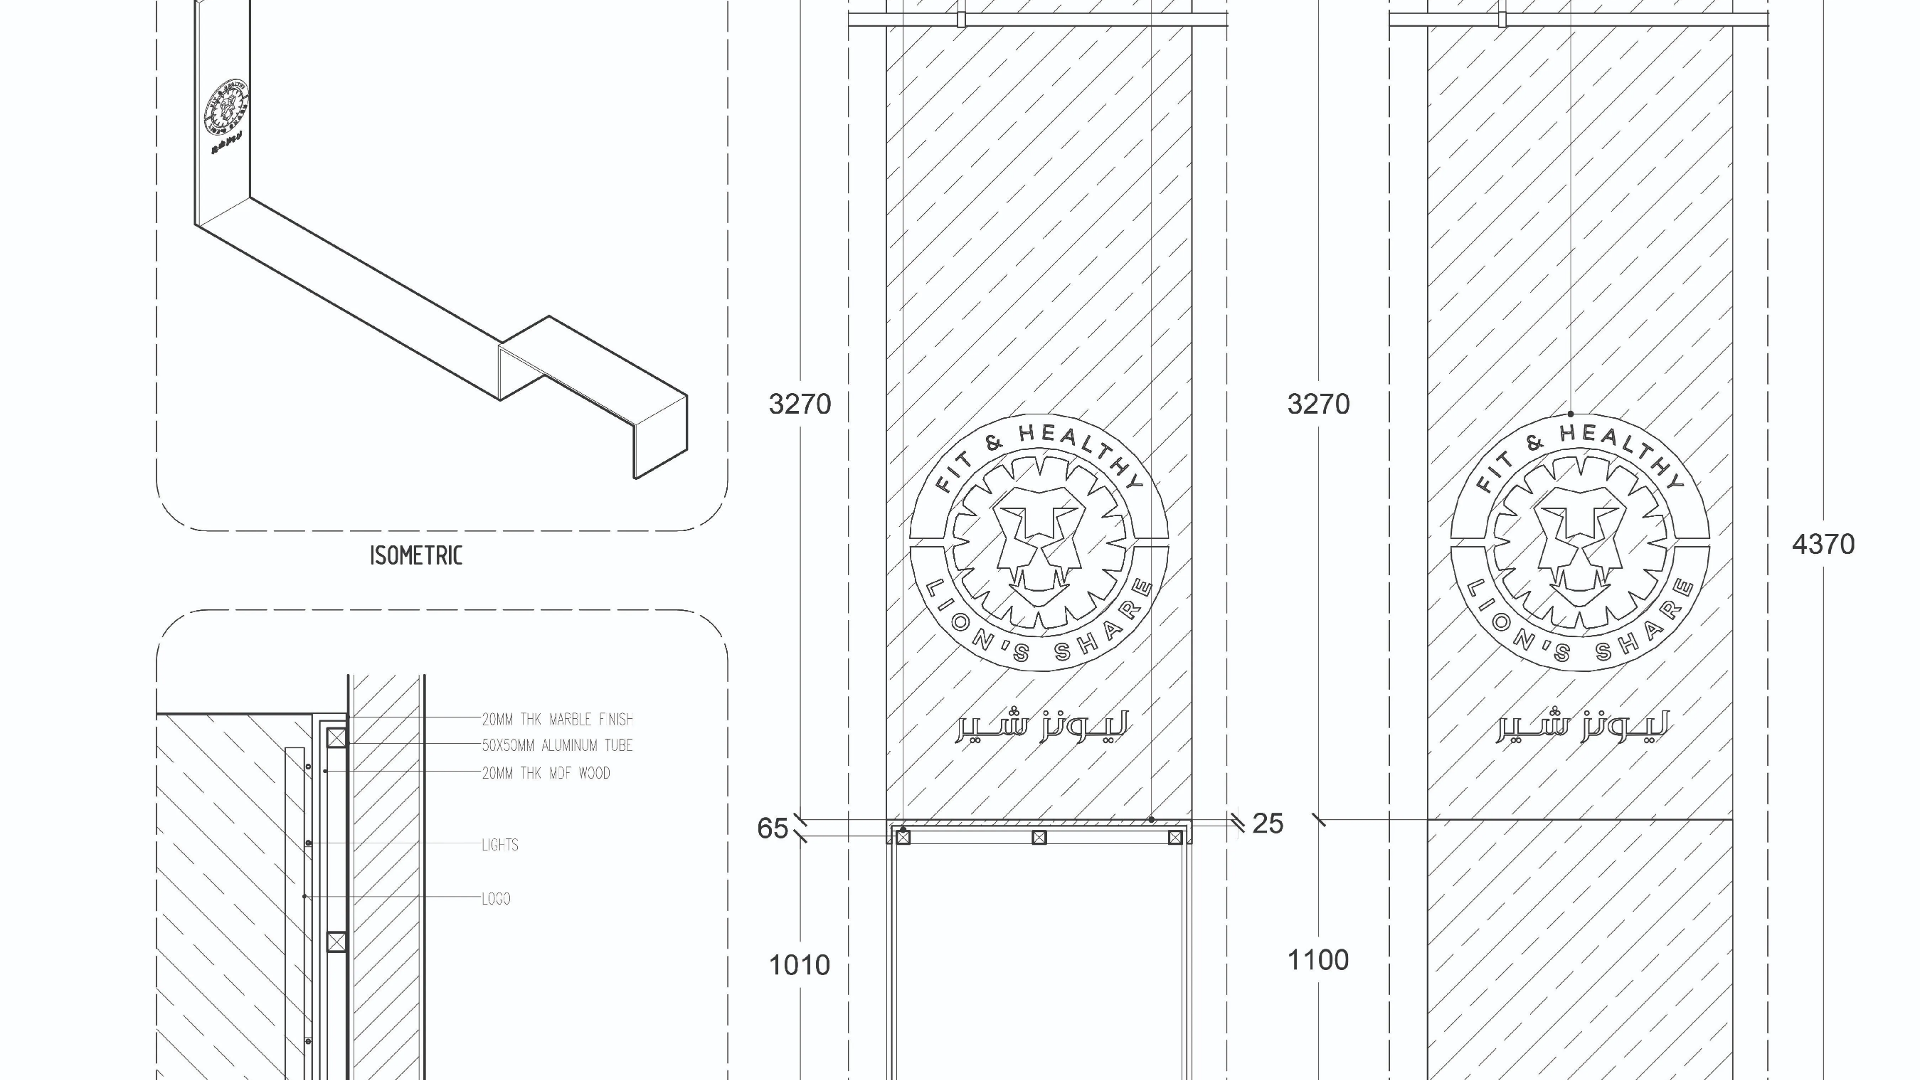 ISOMETRIC
20MM THK MARBLE FINISH
50X50MM ALUMINUM TUBE
20MM THK MDF WOOD
LIGHTS
LOGO
3270
FIT & HEALTHY
LION'S SHARE
ليونز شير
65
25
1010
3270
FIT & HEALTHY
LION'S SHARE
ليونز شير
4370
1100